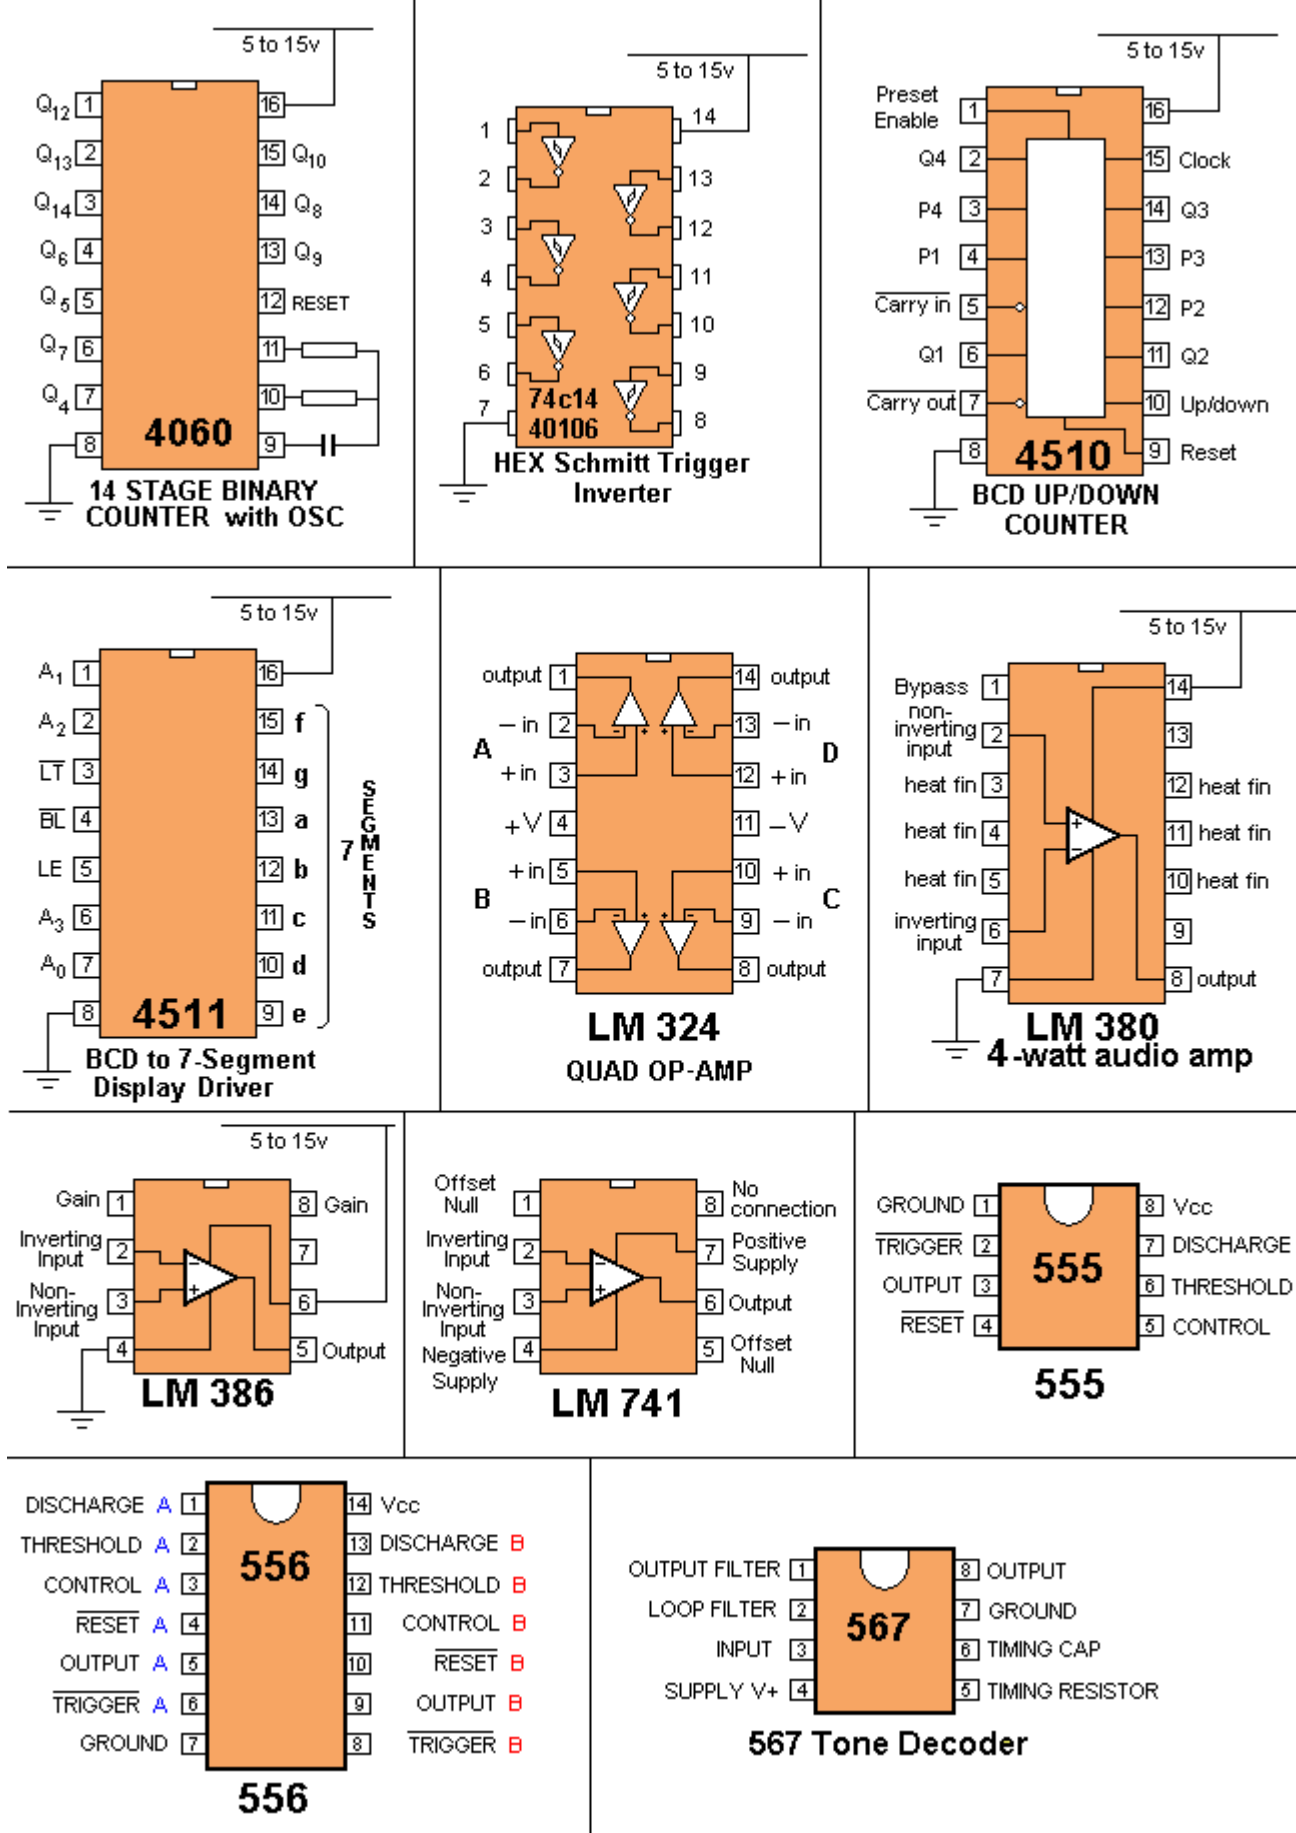 5 to 15v
Q12 1
16
Q13 2
15 Q10
Q14 3
14 Q8
Q6 4
13 Q9
Q5 5
12 RESET
Q7 6
11
Q4 7
10
8
9
4060
14 STAGE BINARY
COUNTER with OSC
5 to 15v
1
14
2
13
3
12
4
11
5
10
6
9
7
8
74c14
40106
HEX Schmitt Trigger
Inverter
5 to 15v
Preset
Enable
1
16
Q4 2
15 Clock
P4 3
14 Q3
P1 4
13 P3
Carry in 5
12 P2
Q1 6
11 Q2
Carry out 7
10 Up/down
8
9 Reset
4510
BCD UP/DOWN
COUNTER
5 to 15v
A1 1
16
A2 2
15 f
LT 3
14 g
BL 4
13 a
LE 5
12 b
A3 6
11 c
A0 7
10 d
8
9 e
7
SEGMENTS
4511
BCD to 7-Segment
Display Driver
output 1
14 output
– in 2
13 – in
A
D
+ in 3
12 + in
+V 4
11 –V
+ in 5
10 + in
B
C
– in 6
9 – in
output 7
8 output
- + + -
- + + -
LM 324
QUAD OP-AMP
5 to 15v
Bypass 1
14
non-
inverting
input
2
13
heat fin 3
12 heat fin
heat fin 4
11 heat fin
heat fin 5
10 heat fin
inverting
input
6
9
7
8 output
+
–
LM 380
4-watt audio amp
5 to 15v
Gain 1
8 Gain
Inverting
Input
2
7
Non-
Inverting
Input
3
6
4
5 Output
–
+
LM 386
Offset
Null
1
8 No
connection
Inverting
Input
2
7 Positive
Supply
Non-
Inverting
Input
3
6 Output
Negative
Supply
4
5 Offset
Null
–
+
LM 741
GROUND 1
8 Vcc
TRIGGER 2
7 DISCHARGE
OUTPUT 3
6 THRESHOLD
RESET 4
5 CONTROL
555
555
DISCHARGE A 1
14 Vcc
THRESHOLD A 2
13 DISCHARGE B
CONTROL A 3
12 THRESHOLD B
RESET A 4
11 CONTROL B
OUTPUT A 5
10 RESET B
TRIGGER A 6
9 OUTPUT B
GROUND 7
8 TRIGGER B
556
556
OUTPUT FILTER 1
8 OUTPUT
LOOP FILTER 2
7 GROUND
INPUT 3
6 TIMING CAP
SUPPLY V+ 4
5 TIMING RESISTOR
567
567 Tone Decoder